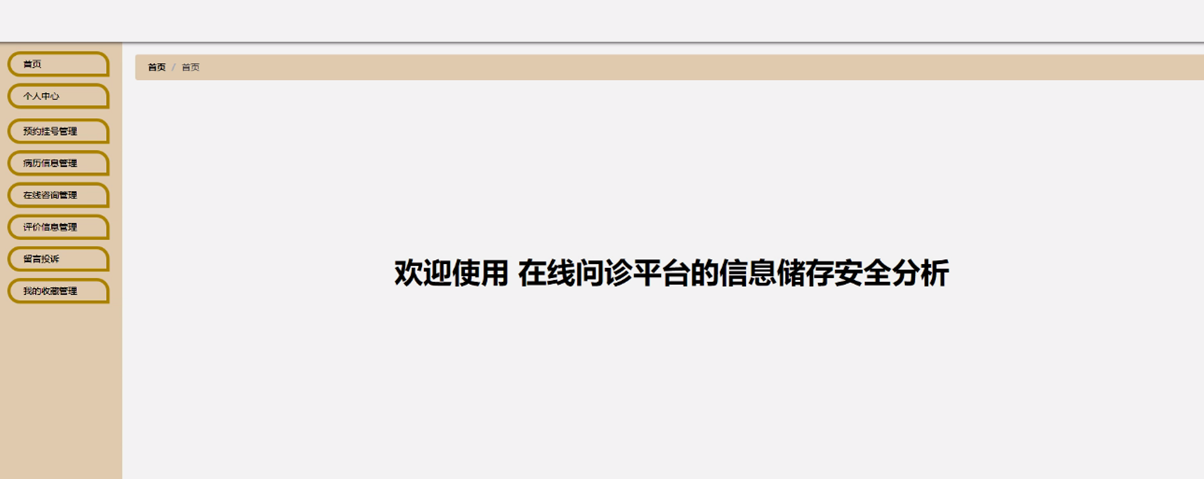 首页
个人中心
预约挂号管理
病历信息管理
在线咨询管理
评价信息管理
留言投诉
我的收藏管理
首页 / 首页
欢迎使用 在线问诊平台的信息储存安全分析